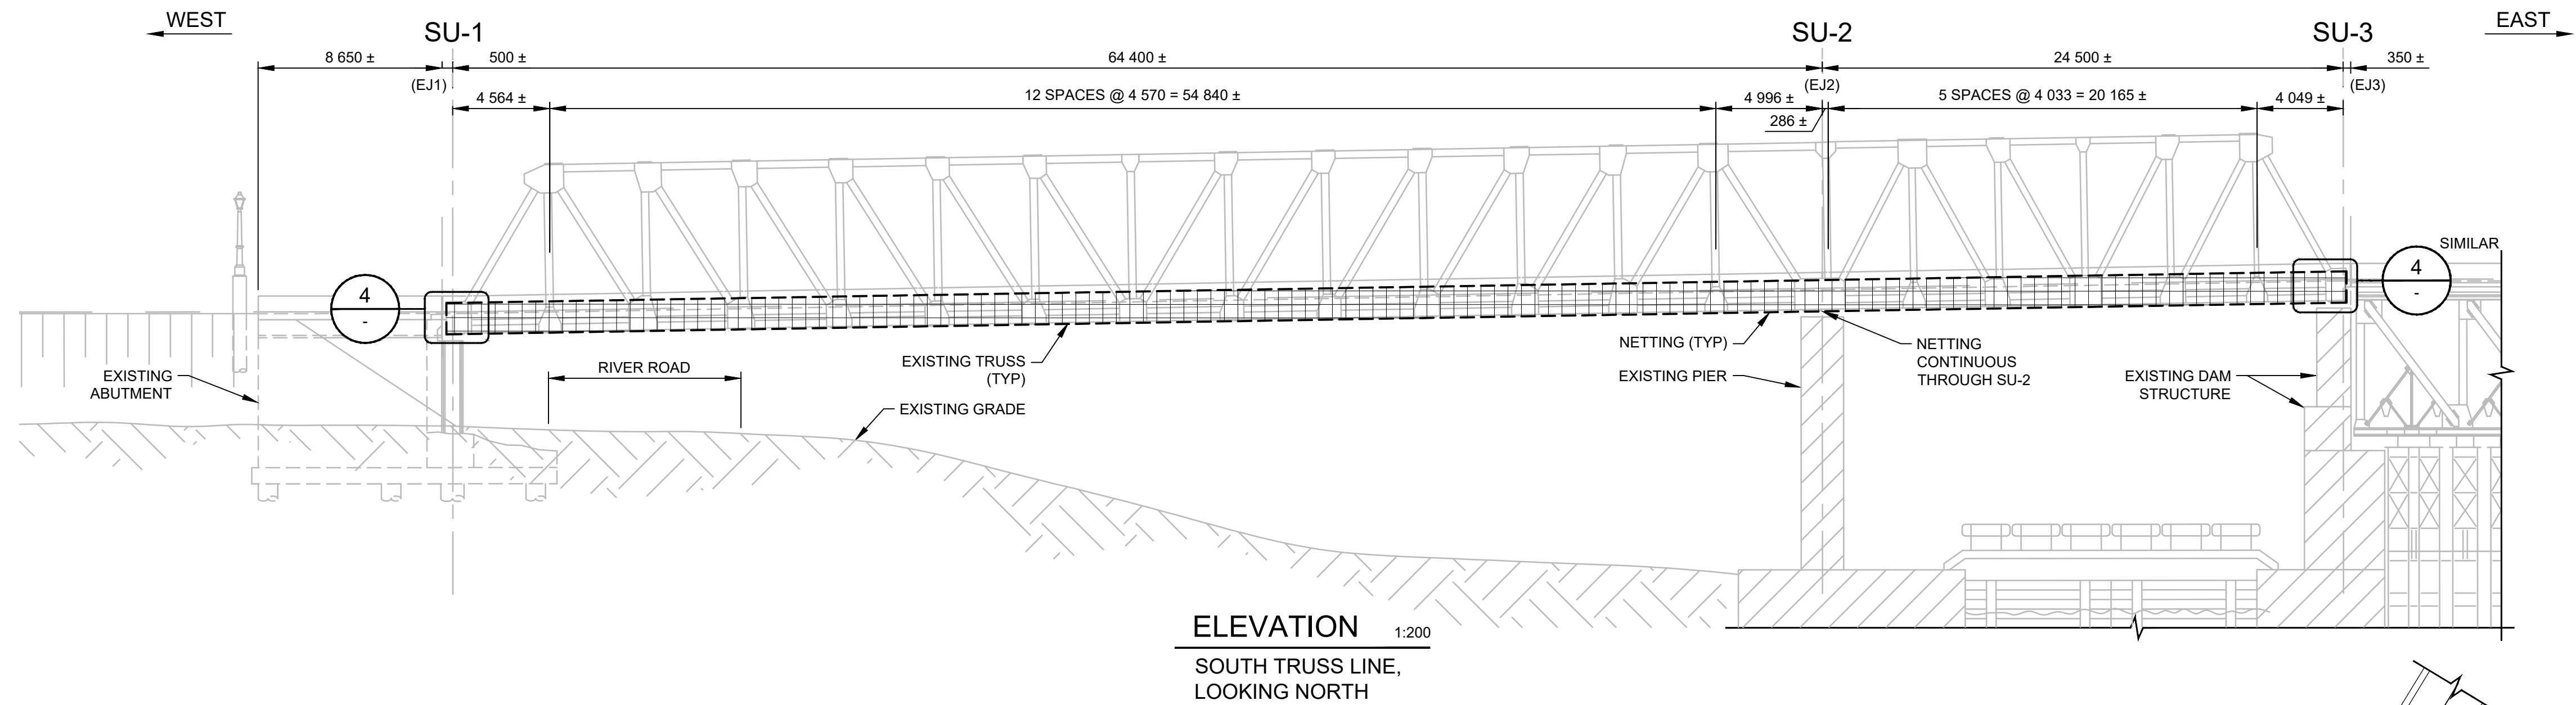 WEST
SU-1
SU-2
SU-3
EAST
8 650 ±
500 ±
64 400 ±
24 500 ±
350 ±
(EJ1)
(EJ2)
(EJ3)
4 564 ±
12 SPACES @ 4 570 = 54 840 ±
4 996 ±
5 SPACES @ 4 033 = 20 165 ±
4 049 ±
286 ±
SIMILAR
4
-
4
-
EXISTING
ABUTMENT
RIVER ROAD
EXISTING TRUSS
(TYP)
EXISTING GRADE
NETTING (TYP)
EXISTING PIER
NETTING
CONTINUOUS
THROUGH SU-2
EXISTING DAM
STRUCTURE
ELEVATION 1:200
SOUTH TRUSS LINE,
LOOKING NORTH